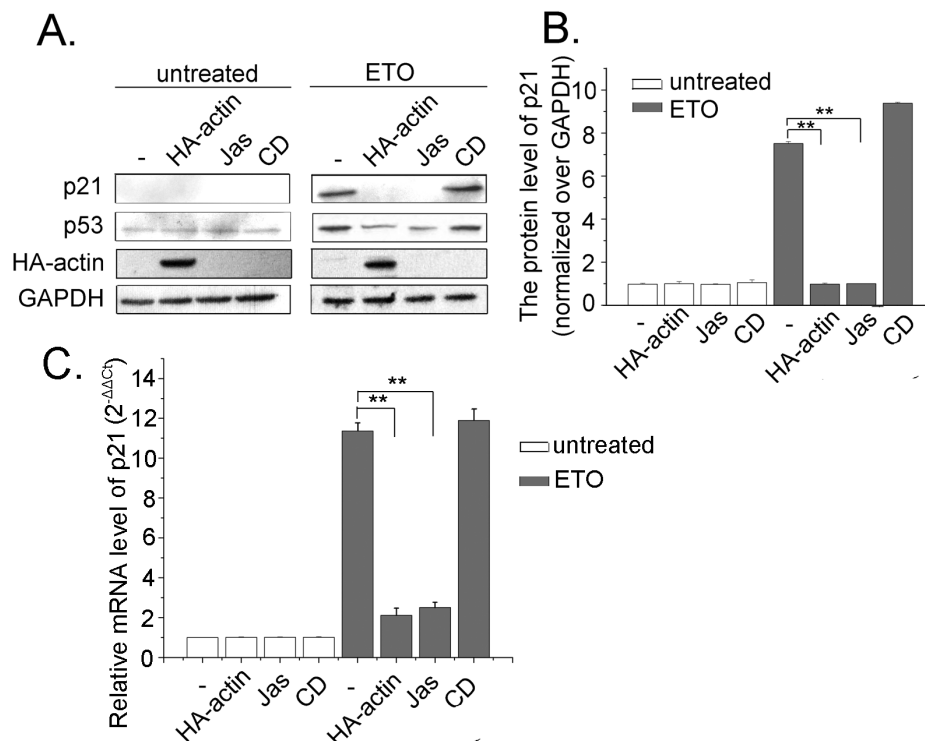 A.
untreated
ETO
-
HA-actin
Jas
CD
-
HA-actin
Jas
CD
p21
p53
HA-actin
GAPDH
B.
The protein level of p21
(normalized over GAPDH)
untreated
ETO
**
**
10
8
6
4
2
0
-
HA-actin
Jas
CD
-
HA-actin
Jas
CD
C.
Relative mRNA level of p21 (2^-ΔΔCt)
14
12
10
8
6
4
2
0
**
**
untreated
ETO
-
HA-actin
Jas
CD
-
HA-actin
Jas
CD